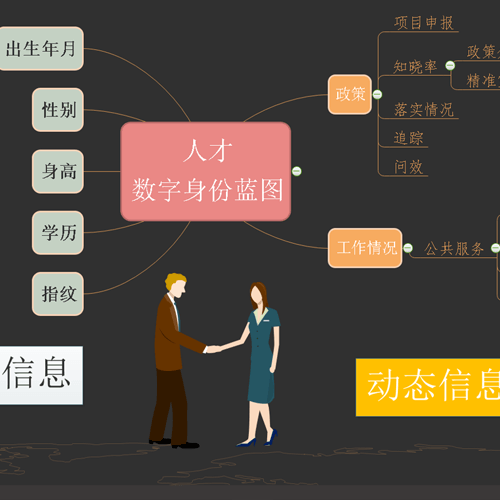 出生年月
性别
身高
学历
指纹
人才
数字身份蓝图
政策
项目申报
知晓率
政策
精准
落实情况
追踪
问效
工作情况
公共服务
信息
动态信息